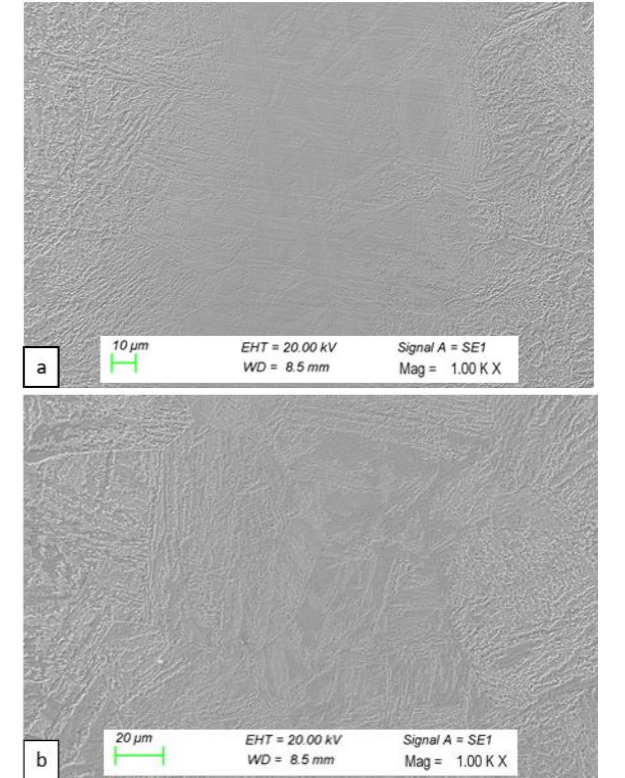 10 µm EHT = 20.00 kV Signal A = SE1
WD = 8.5 mm Mag = 1.00 K X
a
20 µm EHT = 20.00 kV Signal A = SE1
WD = 8.5 mm Mag = 1.00 K X
b